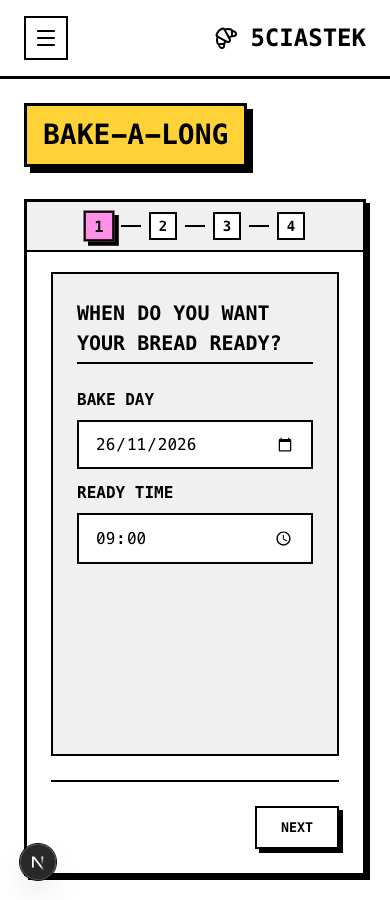 5CIASTEK
BAKE–A–LONG
1 2 3 4
WHEN DO YOU WANT
YOUR BREAD READY?
BAKE DAY
26/11/2026
READY TIME
09:00
NEXT
N